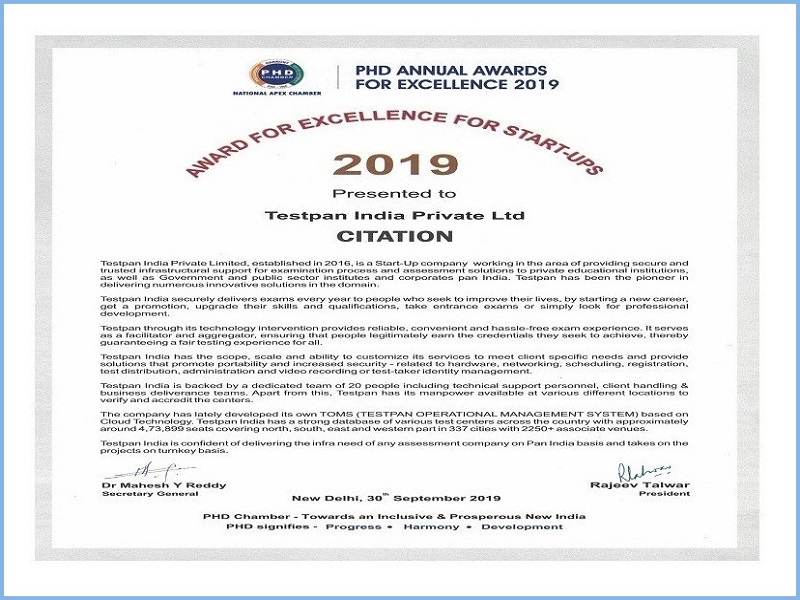 PHD
CHAMBER
NATIONAL APEX CHAMBER
PHD ANNUAL AWARDS
FOR EXCELLENCE 2019
AWARD FOR EXCELLENCE FOR START-UPS
2019
Presented to
Testpan India Private Ltd
CITATION
Testpan India Private Limited, established in 2016, is a Start-Up company working in the area of providing secure and
trusted infrastructural support for examination process and assessment solutions to private educational institutions,
as well as Government and public sector institutes and corporates pan India. Testpan has been the pioneer in
delivering numerous innovative solutions in the domain.
Testpan India securely delivers exams every year to people who seek to improve their lives, by starting a new career,
get a promotion, upgrade their skills and qualifications, take entrance exams or simply look for professional
development.
Testpan through its technology intervention provides reliable, convenient and hassle-free exam experience. It serves
as a facilitator and aggregator, ensuring that people legitimately earn the credentials they seek to achieve, thereby
guaranteeing a fair testing experience for all.
Testpan India has the scope, scale and ability to customize its services to meet client specific needs and provide
solutions that promote portability and increased security - related to hardware, networking, scheduling, registration,
test distribution, administration and video recording or test-taker identity management.
Testpan India is backed by a dedicated team of 20 people including technical support personnel, client handling &
business deliverance teams. Apart from this, Testpan has its manpower available at various different locations to
verify and accredit the centers.
The company has lately developed its own TOMS (TESTPAN OPERATIONAL MANAGEMENT SYSTEM) based on
Cloud Technology. Testpan India has a strong database of various test centers across the country with approximately
around 4,73,899 seats covering north, south, east and western part in 337 cities with 2250+ associate venues.
Testpan India is confident of delivering the infra need of any assessment company on Pan India basis and takes on the
projects on turnkey basis.
Dr Mahesh Y Reddy
Secretary General
Rajeev Talwar
President
New Delhi, 30th September 2019
PHD Chamber - Towards an Inclusive & Prosperous New India
PHD signifies - Progress • Harmony • Development